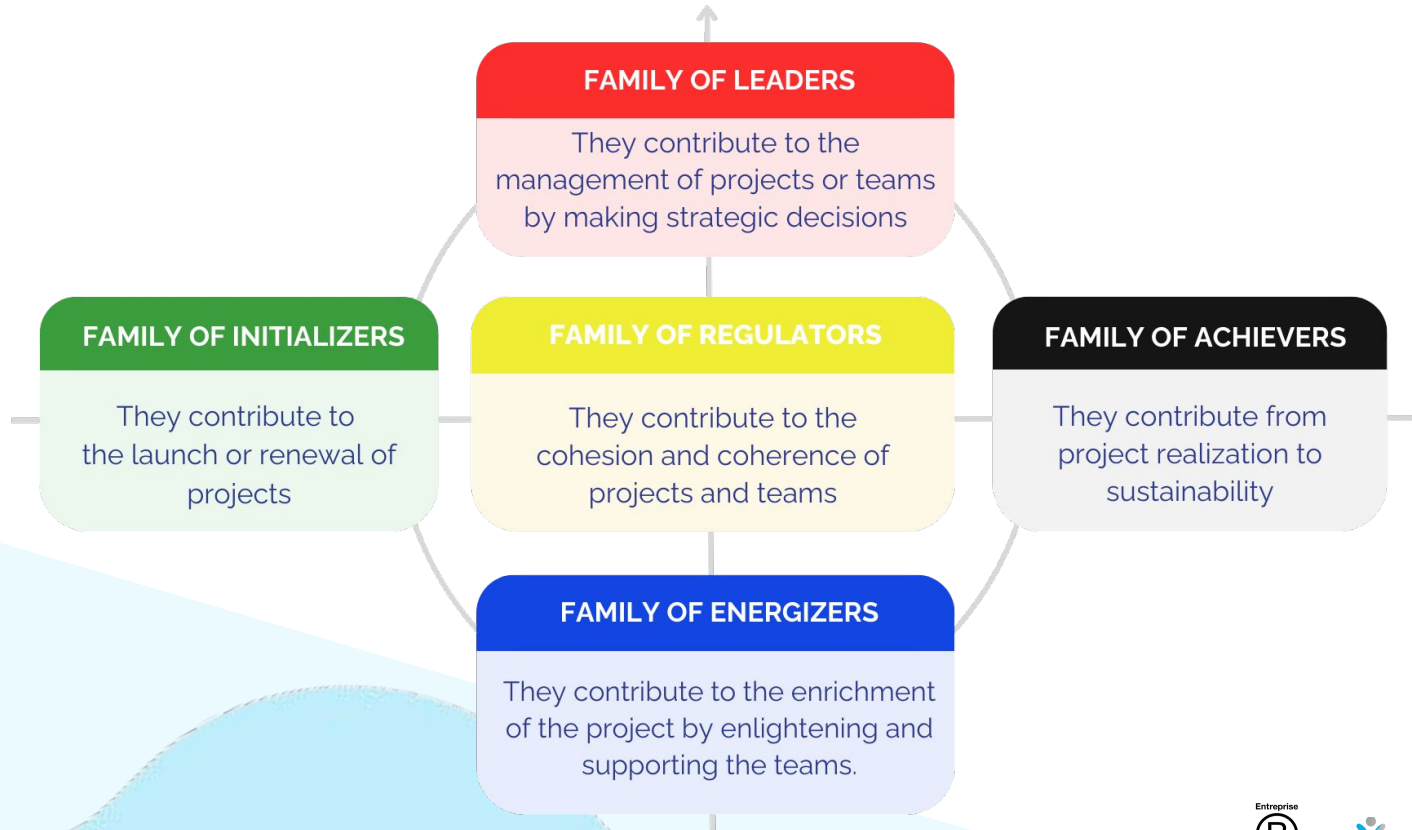 FAMILY OF LEADERS
They contribute to the
management of projects or teams
by making strategic decisions
FAMILY OF INITIALIZERS
They contribute to
the launch or renewal of
projects
FAMILY OF REGULATORS
They contribute to the
cohesion and coherence of
projects and teams
FAMILY OF ACHIEVERS
They contribute from
project realization to
sustainability
FAMILY OF ENERGIZERS
They contribute to the enrichment
of the project by enlightening and
supporting the teams.
Entreprise
B